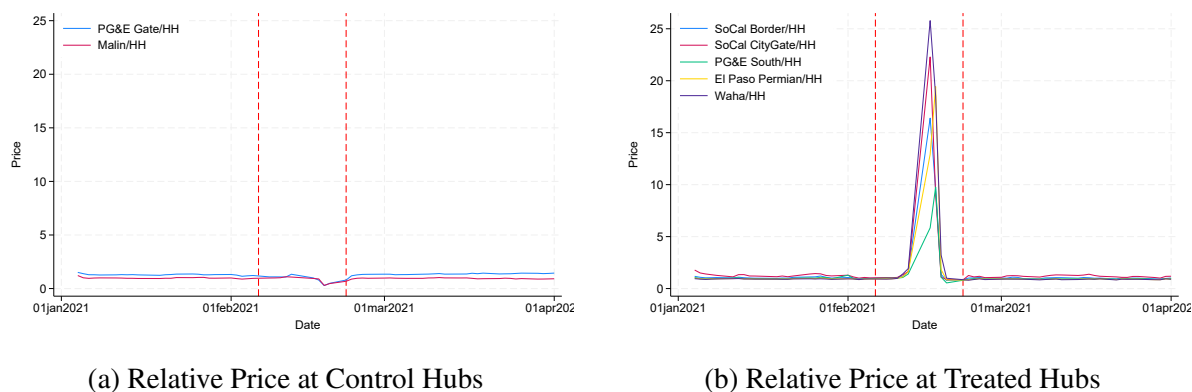 PG&E Gate/HH
Malin/HH
Price
25
20
15
10
5
0
01jan2021
01feb2021
01mar2021
01apr202
Date
(a) Relative Price at Control Hubs
SoCal Border/HH
SoCal CityGate/HH
PG&E South/HH
El Paso Permian/HH
Waha/HH
Price
25
20
15
10
5
0
01jan2021
01feb2021
01mar2021
01apr202
Date
(b) Relative Price at Treated Hubs